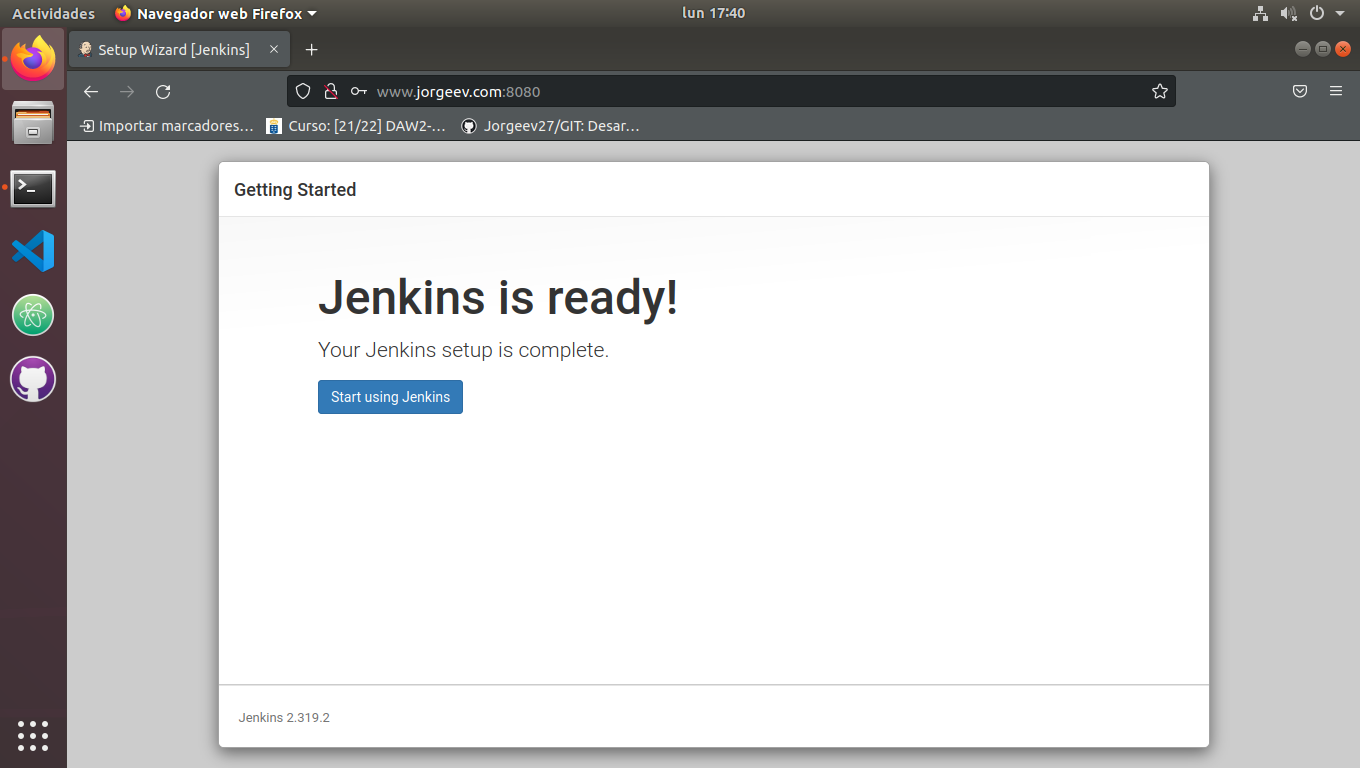 Actividades Navegador web Firefox lun 17:40
Setup Wizard [Jenkins]
www.jorgeev.com:8080
Importar marcadores… Curso: [21/22] DAW2-… Jorgeev27/GIT: Desar…
Getting Started
Jenkins is ready!
Your Jenkins setup is complete.
Start using Jenkins
Jenkins 2.319.2